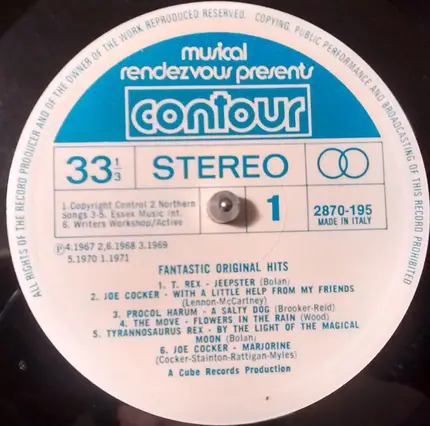 ALL RIGHTS OF THE RECORD PRODUCER AND OF THE OWNER OF THE WORK REPRODUCED RESERVED. COPYING, PUBLIC PERFORMANCE AND BROADCASTING OF THIS RECORD PROHIBITED
musical
rendezvous presents
contour
33 1/3 STEREO
1.Copyright Control 2 Northern
Songs 3-5. Essex Music Int.
6. Writers Workshop/Active
1
2870-195
MADE IN ITALY
℗4.1967 2,6.1968 3.1969
5.1970 1.1971
FANTASTIC ORIGINAL HITS
1. T. REX - JEEPSTER (Bolan)
2. JOE COCKER - WITH A LITTLE HELP FROM MY FRIENDS
(Lennon-McCartney)
3. PROCOL HARUM - A SALTY DOG (Brooker-Reid)
4. THE MOVE - FLOWERS IN THE RAIN (Wood)
5. TYRANNOSAURUS REX - BY THE LIGHT OF THE MAGICAL
MOON (Bolan)
6. JOE COCKER - MARJORINE
(Cocker-Stainton-Rattigan-Myles)
A Cube Records Production